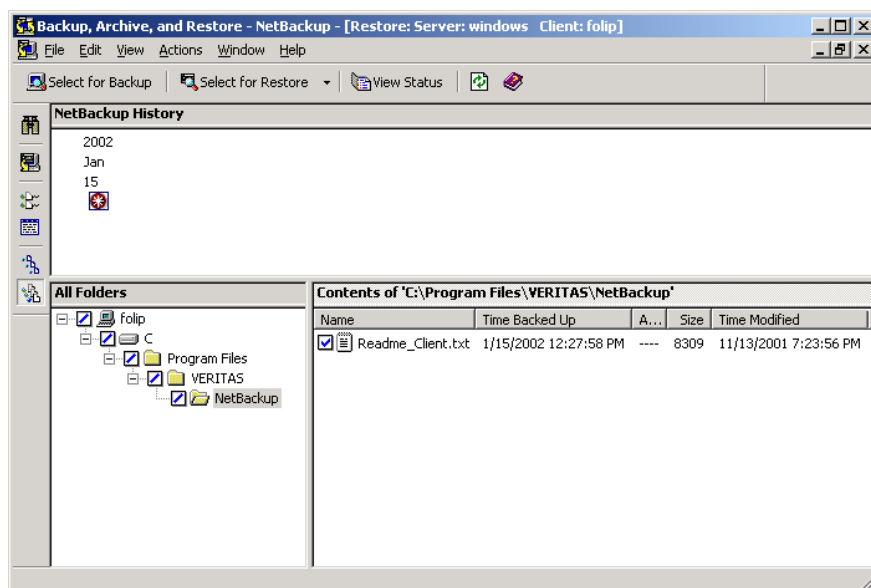 Backup, Archive, and Restore - NetBackup - [Restore: Server: windows Client: folip]
File Edit View Actions Window Help
Select for Backup Select for Restore View Status
NetBackup History
2002
Jan
15
All Folders
folip
C
Program Files
VERITAS
NetBackup
Contents of 'C:\Program Files\VERITAS\NetBackup'
Name Time Backed Up A... Size Time Modified
Readme_Client.txt 1/15/2002 12:27:58 PM ---- 8309 11/13/2001 7:23:56 PM